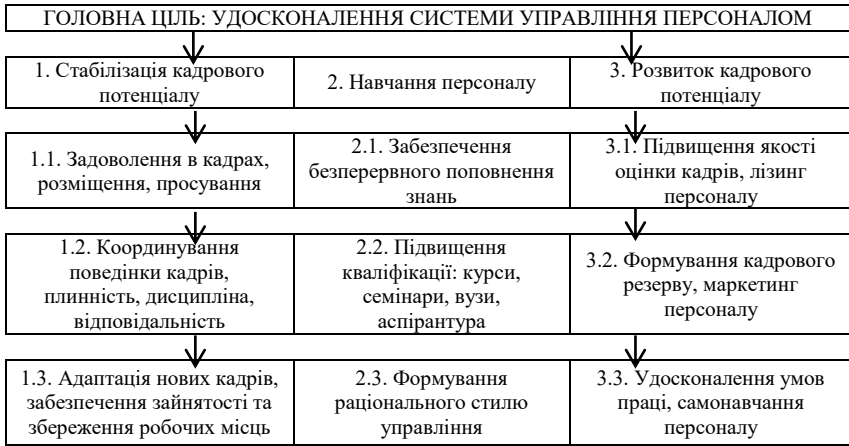 ГОЛОВНА ЦІЛЬ: УДОСКОНАЛЕННЯ СИСТЕМИ УПРАВЛІННЯ ПЕРСОНАЛОМ
1. Стабілізація кадрового
потенціалу
2. Навчання персоналу
3. Розвиток кадрового
потенціалу
1.1. Задоволення в кадрах,
розміщення, просування
2.1. Забезпечення
безперервного поповнення
знань
3.1. Підвищення якості
оцінки кадрів, лізинг
персоналу
1.2. Координування
поведінки кадрів,
плинність, дисципліна,
відповідальність
2.2. Підвищення
кваліфікації: курси,
семінари, вузи,
аспірантура
3.2. Формування кадрового
резерву, маркетинг
персоналу
1.3. Адаптація нових кадрів,
забезпечення зайнятості та
збереження робочих місць
2.3. Формування
раціонального стилю
управління
3.3. Удосконалення умов
праці, самонавчання
персоналу